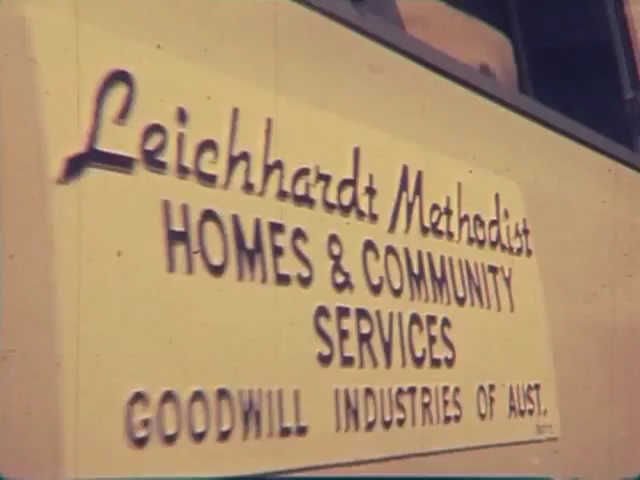 Leichhardt Methodist
HOMES & COMMUNITY
SERVICES
GOODWILL INDUSTRIES OF AUST.